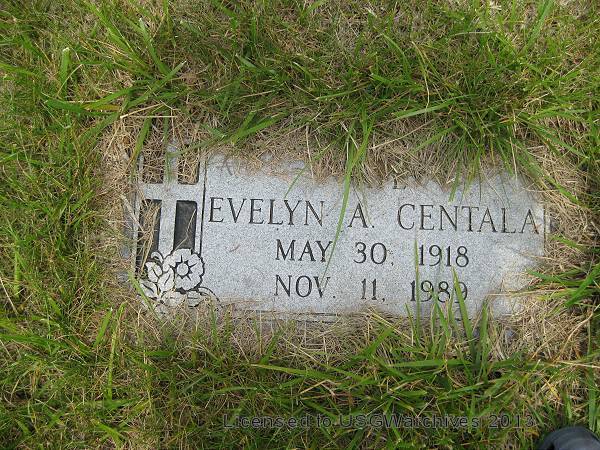 EVELYN A. CENTALA
MAY 30, 1918
NOV. 11, 1989
Licensed to USGWarchives 2013